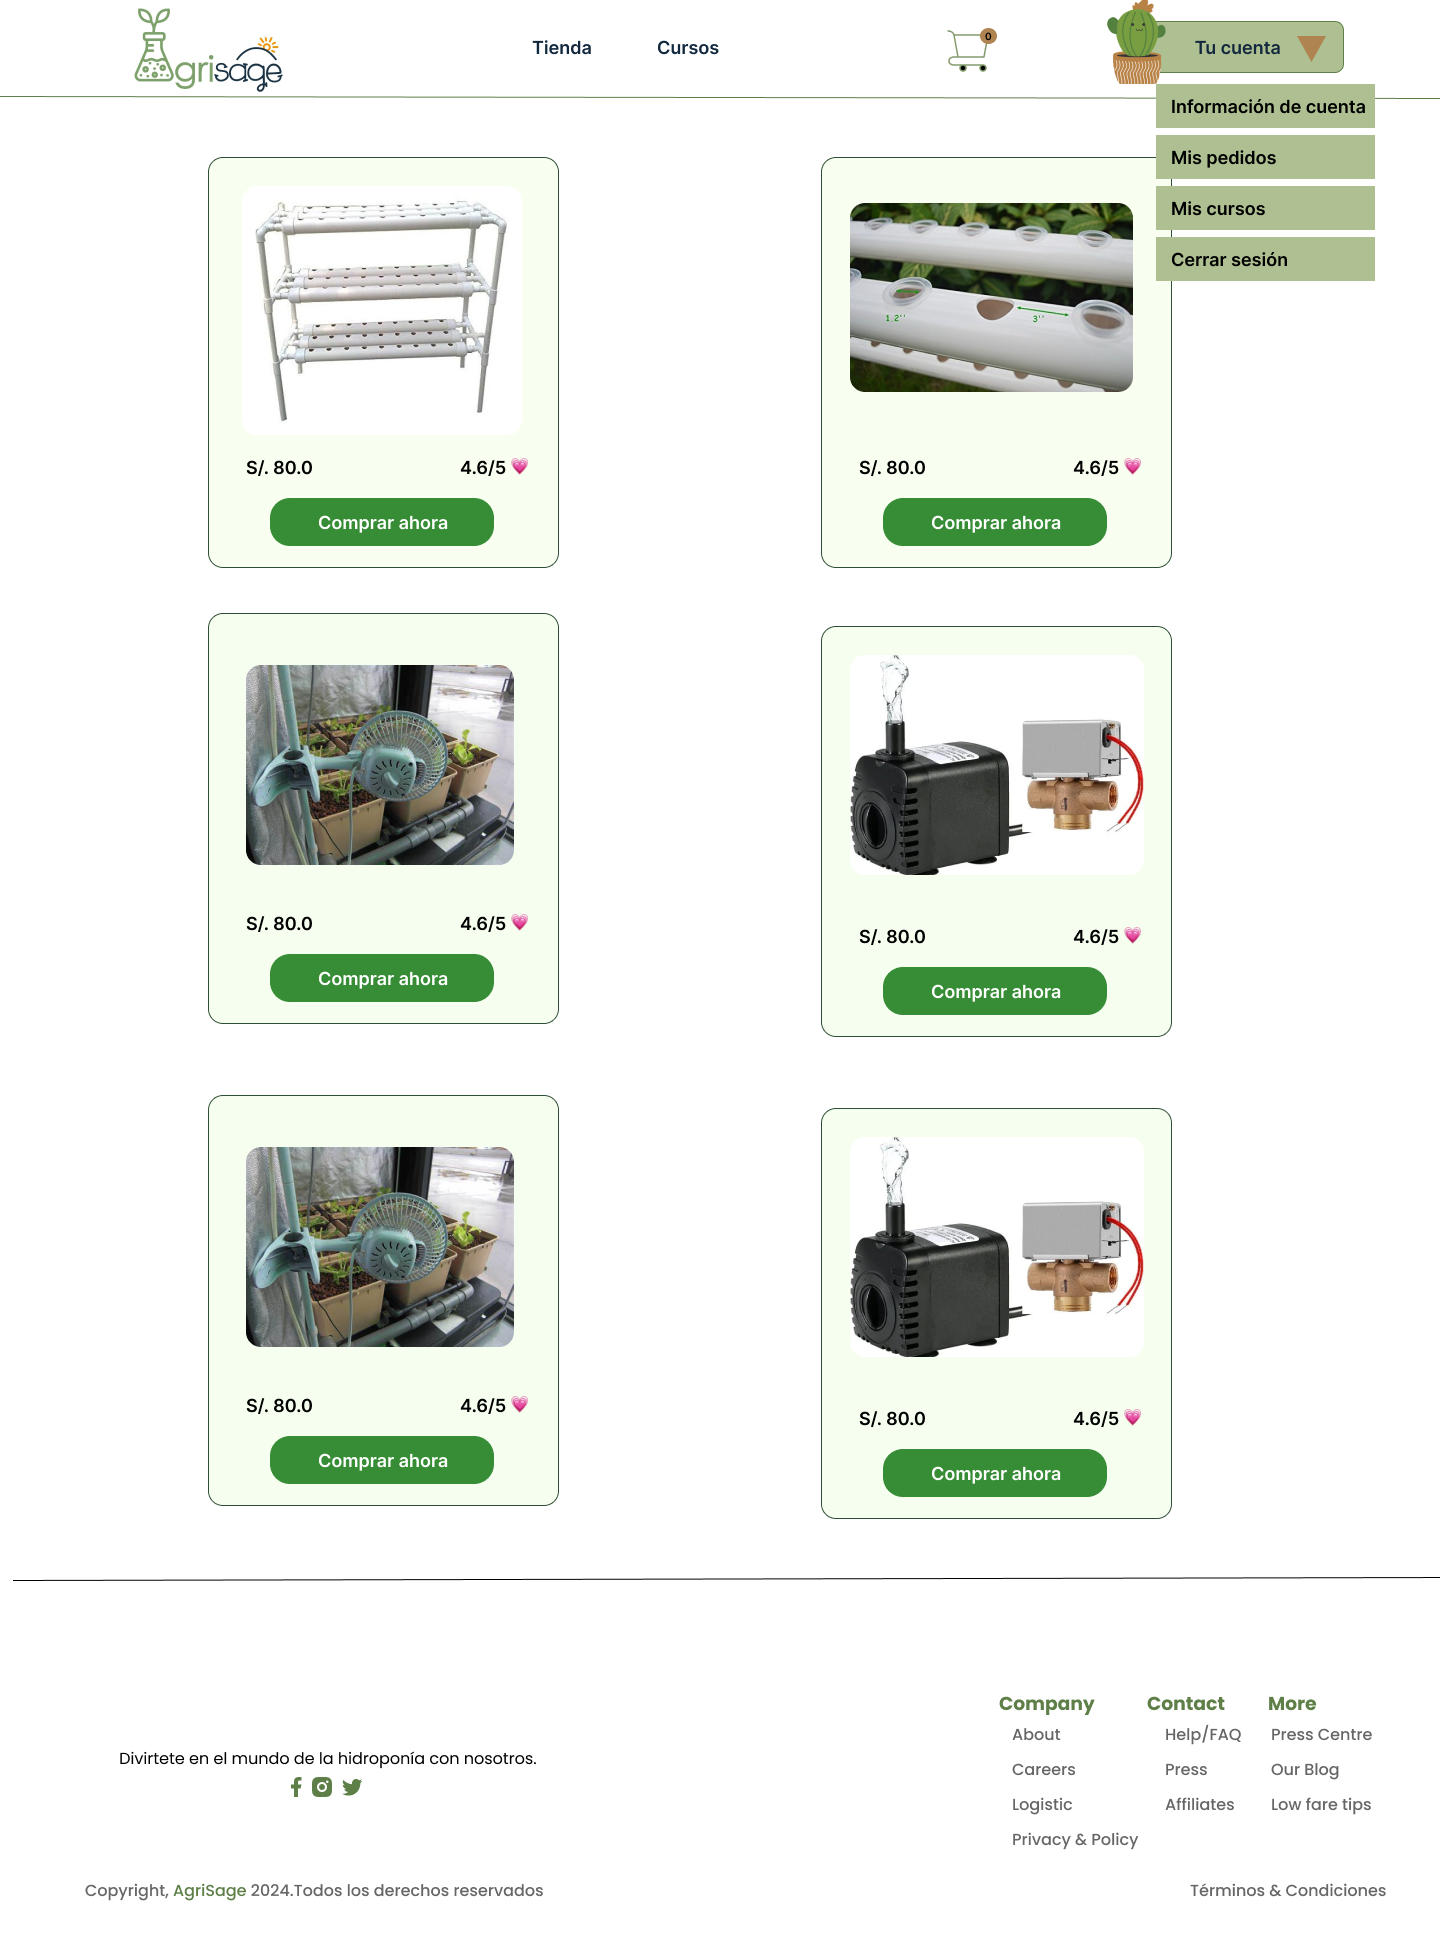 Agrisage
Tienda
Cursos
0
Tu cuenta
Información de cuenta
Mis pedidos
Mis cursos
Cerrar sesión
1.2''
3''
S/. 80.0
4.6/5 💗
Comprar ahora
S/. 80.0
4.6/5 💗
Comprar ahora
S/. 80.0
4.6/5 💗
Comprar ahora
S/. 80.0
4.6/5 💗
Comprar ahora
S/. 80.0
4.6/5 💗
Comprar ahora
S/. 80.0
4.6/5 💗
Comprar ahora
Divirtete en el mundo de la hidroponía con nosotros.
Company
About
Careers
Logistic
Privacy & Policy
Contact
Help/FAQ
Press
Affiliates
More
Press Centre
Our Blog
Low fare tips
Copyright, AgriSage 2024.Todos los derechos reservados
Términos & Condiciones